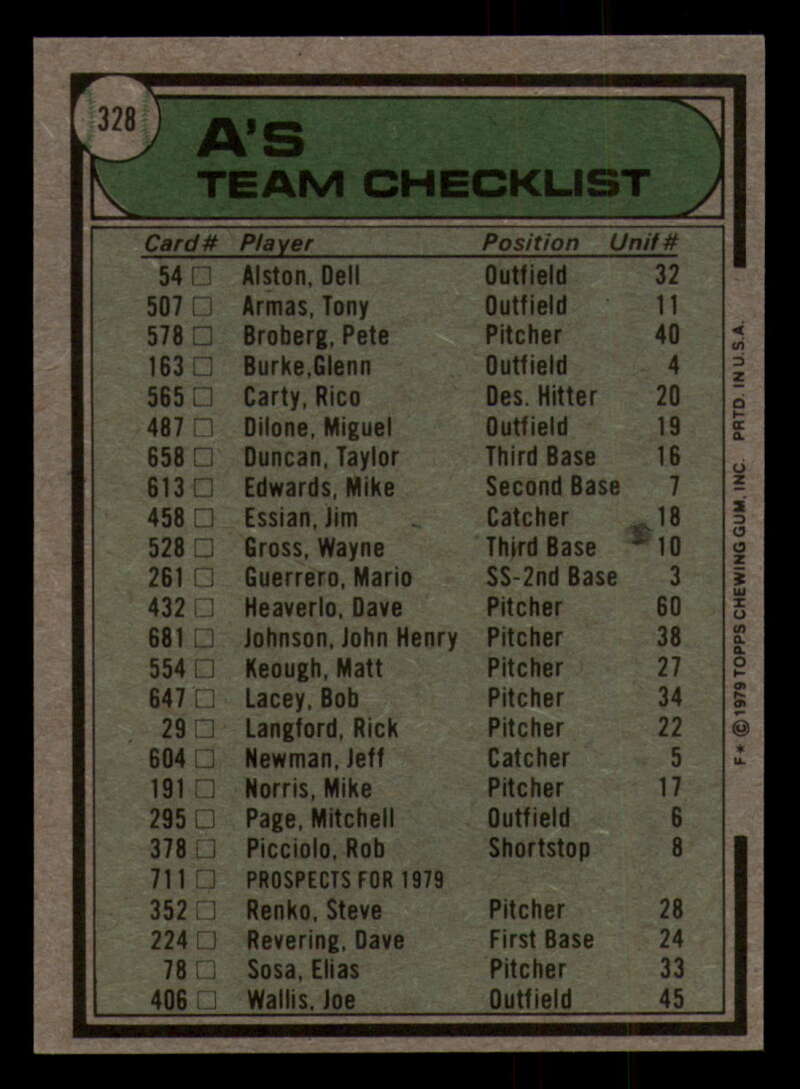 328
A'S
TEAM CHECKLIST
Card# Player Position Unif#
54 □ Alston, Dell Outfield 32
507 □ Armas, Tony Outfield 11
578 □ Broberg, Pete Pitcher 40
163 □ Burke,Glenn Outfield 4
565 □ Carty, Rico Des. Hitter 20
487 □ Dilone, Miguel Outfield 19
658 □ Duncan, Taylor Third Base 16
613 □ Edwards, Mike Second Base 7
458 □ Essian, Jim Catcher 18
528 □ Gross, Wayne Third Base 10
261 □ Guerrero, Mario SS-2nd Base 3
432 □ Heaverlo, Dave Pitcher 60
681 □ Johnson, John Henry Pitcher 38
554 □ Keough, Matt Pitcher 27
647 □ Lacey, Bob Pitcher 34
29 □ Langford, Rick Pitcher 22
604 □ Newman, Jeff Catcher 5
191 □ Norris, Mike Pitcher 17
295 □ Page, Mitchell Outfield 6
378 □ Picciolo, Rob Shortstop 8
711 □ PROSPECTS FOR 1979
352 □ Renko, Steve Pitcher 28
224 □ Revering, Dave First Base 24
78 □ Sosa, Elias Pitcher 33
406 □ Wallis, Joe Outfield 45
F* © 1979 TOPPS CHEWING GUM, INC. PRTD. IN U.S.A.